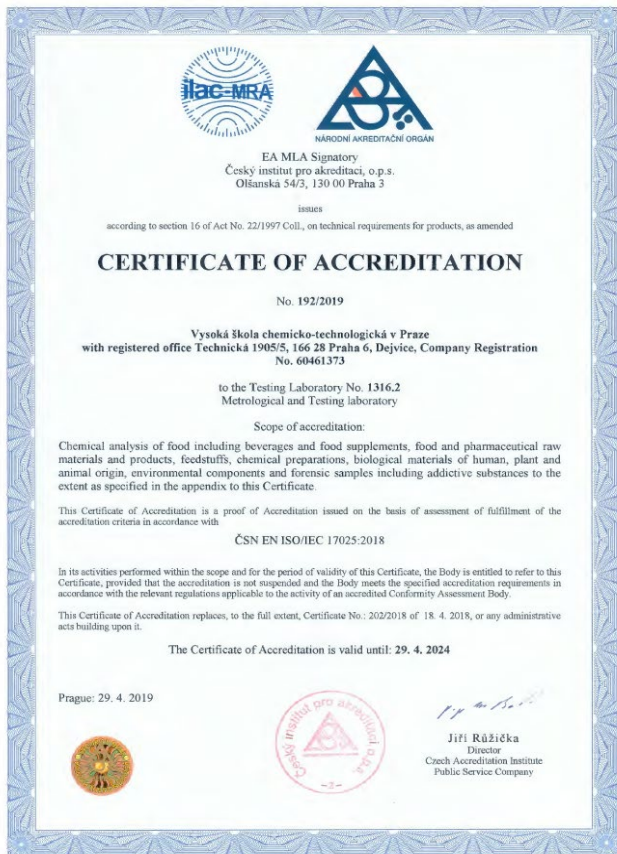 ilac-MRA
NÁRODNÍ AKREDITAČNÍ ORGÁN
EA MLA Signatory
Český institut pro akreditaci, o.p.s.
Olšanská 54/3, 130 00 Praha 3
issues
according to section 16 of Act No. 22/1997 Coll., on technical requirements for products, as amended
CERTIFICATE OF ACCREDITATION
No. 192/2019
Vysoká škola chemicko-technologická v Praze
with registered office Technická 1905/5, 166 28 Praha 6, Dejvice, Company Registration
No. 60461373
to the Testing Laboratory No. 1316.2
Metrological and Testing laboratory
Scope of accreditation:
Chemical analysis of food including beverages and food supplements, food and pharmaceutical raw
materials and products, feedstuffs, chemical preparations, biological materials of human, plant and
animal origin, environmental components and forensic samples including addictive substances to the
extent as specified in the appendix to this Certificate.
This Certificate of Accreditation is a proof of Accreditation issued on the basis of assessment of fulfillment of the
accreditation criteria in accordance with
ČSN EN ISO/IEC 17025:2018
In its activities performed within the scope and for the period of validity of this Certificate, the Body is entitled to refer to this
Certificate, provided that the accreditation is not suspended and the Body meets the specified accreditation requirements in
accordance with the relevant regulations applicable to the activity of an accredited Conformity Assessment Body.
This Certificate of Accreditation replaces, to the full extent, Certificate No.: 202/2018 of 18. 4. 2018, or any administrative
acts building upon it.
The Certificate of Accreditation is valid until: 29. 4. 2024
Prague: 29. 4. 2019
Český institut pro akreditaci o.p.s.
-3-
Jiří Růžička
Director
Czech Accreditation Institute
Public Service Company